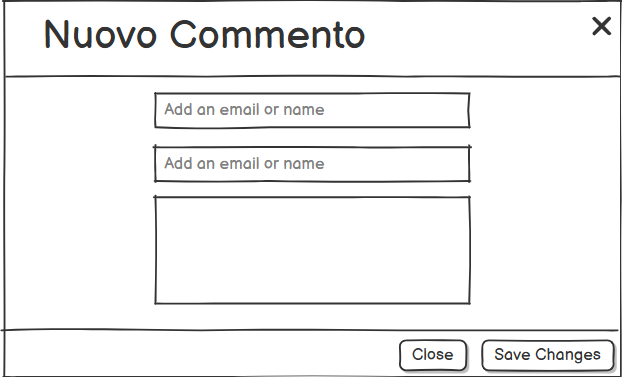 Nuovo Commento
Add an email or name
Add an email or name
Close Save Changes